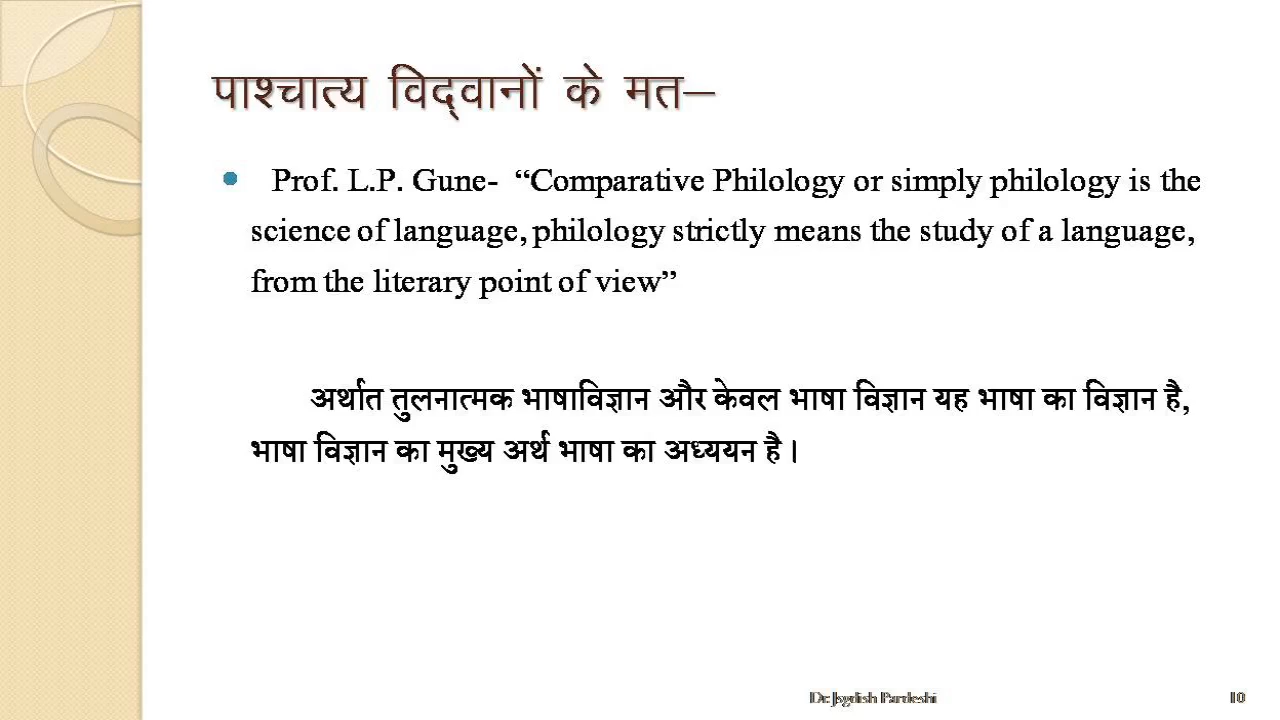 पाश्चात्य विद्‌वानों के मत–
Prof. L.P. Gune- “Comparative Philology or simply philology is the
science of language, philology strictly means the study of a language,
from the literary point of view”
अर्थात तुलनात्मक भाषाविज्ञान और केवल भाषा विज्ञान यह भाषा का विज्ञान है,
भाषा विज्ञान का मुख्य अर्थ भाषा का अध्ययन है।
Dr. Jsgdish Pardeshi 10